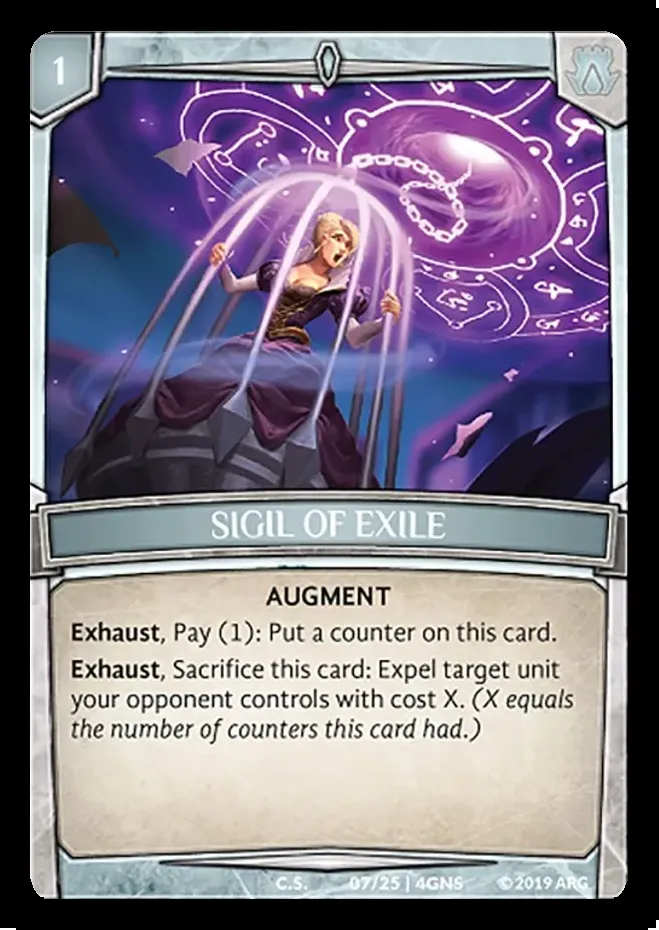 1
SIGIL OF EXILE
AUGMENT
Exhaust, Pay (1): Put a counter on this card.
Exhaust, Sacrifice this card: Expel target unit
your opponent controls with cost X. (X equals
the number of counters this card had.)
C.S. 07/25 | 4GNS © 2019 ARG